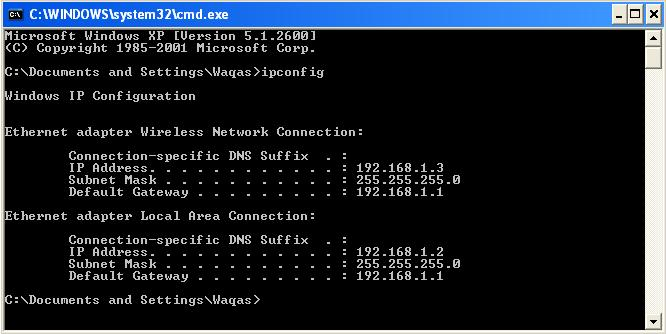 C:\WINDOWS\system32\cmd.exe
Microsoft Windows XP [Version 5.1.2600]
(C) Copyright 1985-2001 Microsoft Corp.
C:\Documents and Settings\Waqas>ipconfig
Windows IP Configuration
Ethernet adapter Wireless Network Connection:
Connection-specific DNS Suffix  . :
IP Address. . . . . . . . . . . . : 192.168.1.3
Subnet Mask . . . . . . . . . . . : 255.255.255.0
Default Gateway . . . . . . . . . : 192.168.1.1
Ethernet adapter Local Area Connection:
Connection-specific DNS Suffix  . :
IP Address. . . . . . . . . . . . : 192.168.1.2
Subnet Mask . . . . . . . . . . . : 255.255.255.0
Default Gateway . . . . . . . . . : 192.168.1.1
C:\Documents and Settings\Waqas>